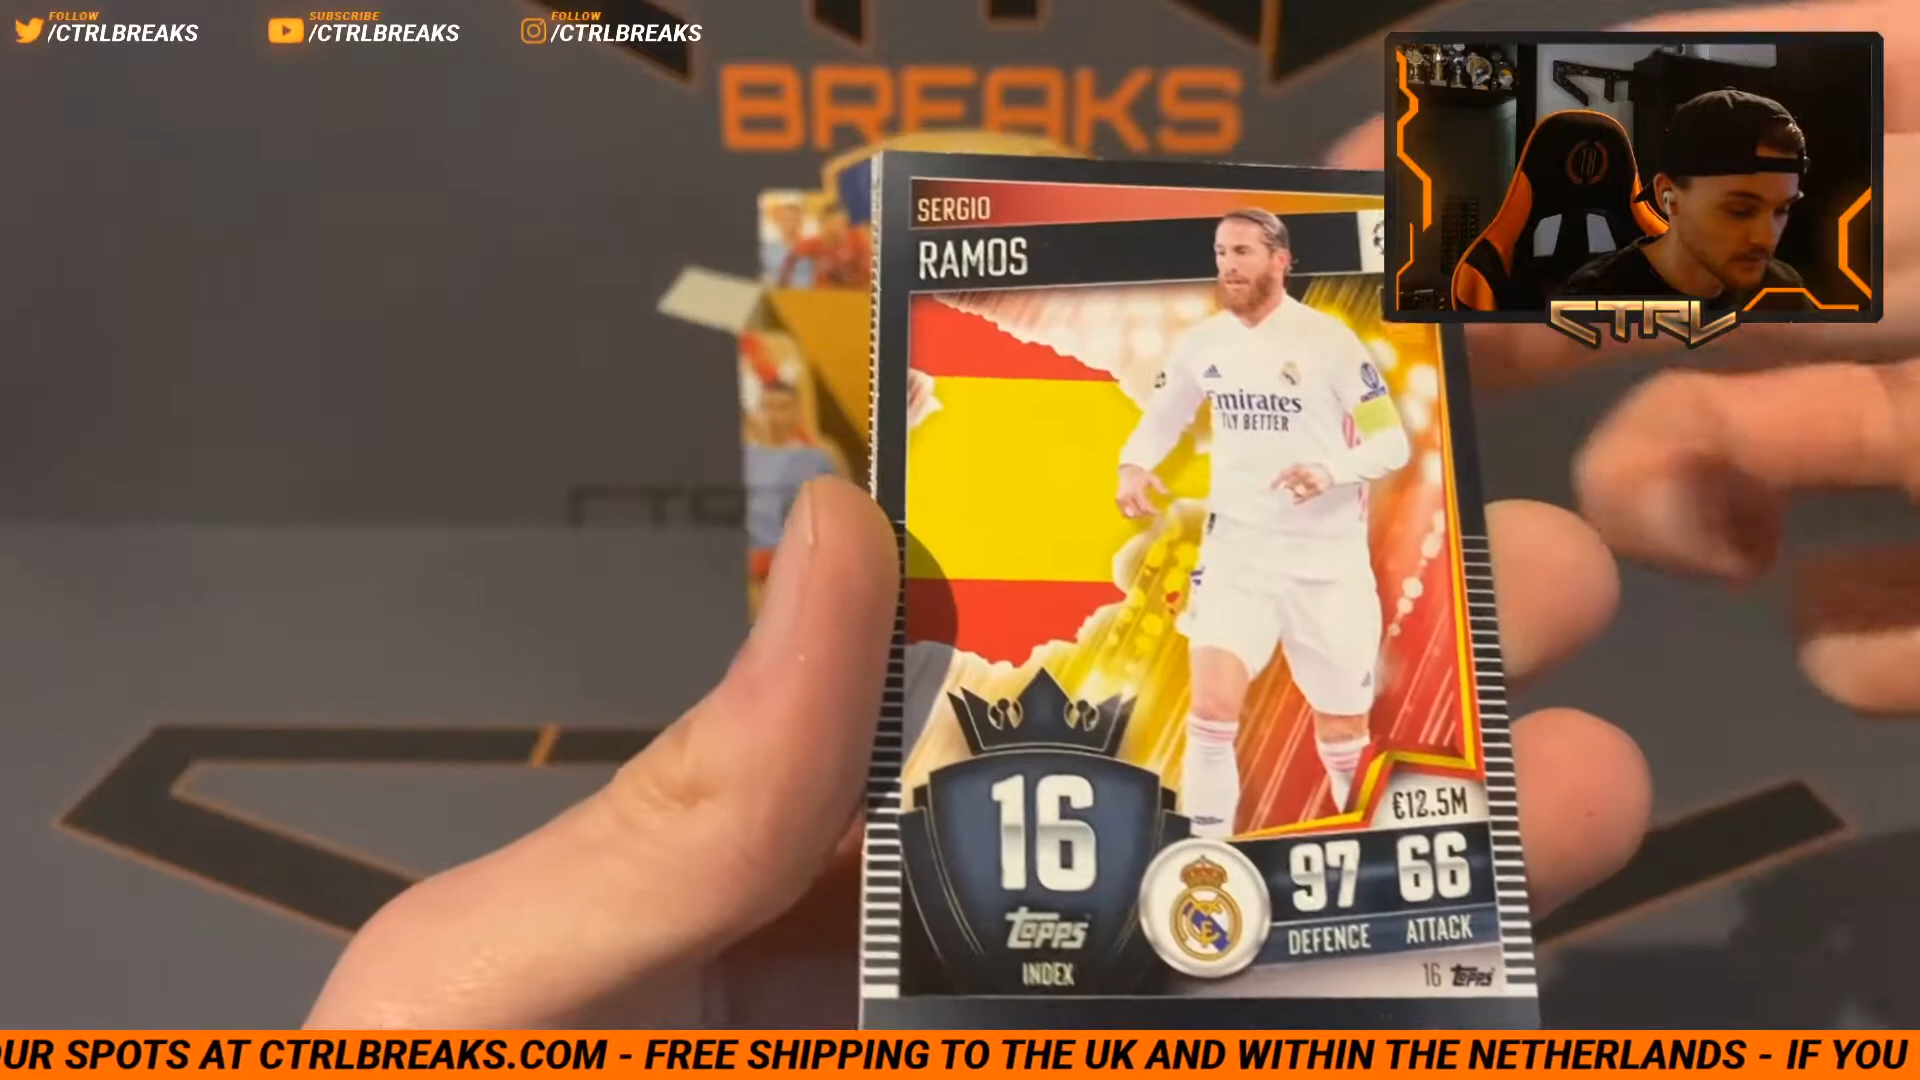 FOLLOW
/CTRLBREAKS
SUBSCRIBE
/CTRLBREAKS
FOLLOW
/CTRLBREAKS
BREAKS
SERGIO
RAMOS
Emirates
FLY BETTER
CTRL
€12.5M
16
97 66
DEFENCE ATTACK
Topps
INDEX
16 Topps
OUR SPOTS AT CTRLBREAKS.COM - FREE SHIPPING TO THE UK AND WITHIN THE NETHERLANDS - IF YOU